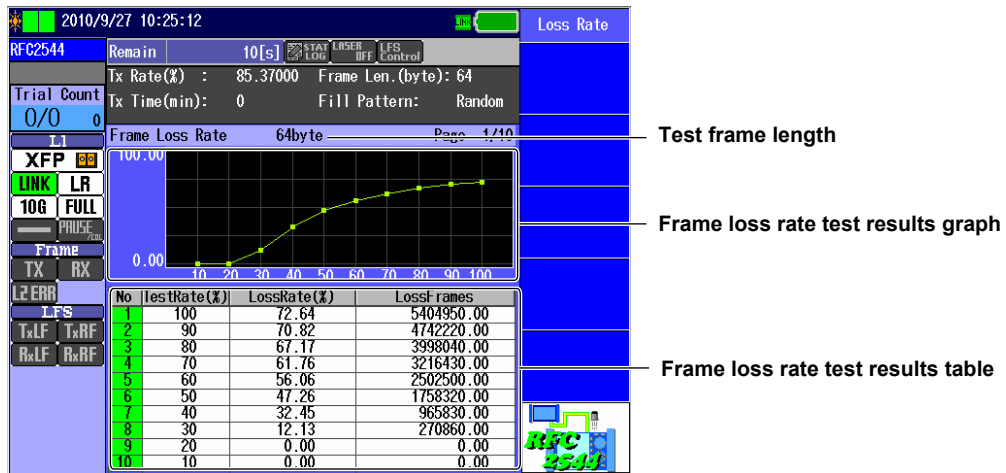 2010/9/27 10:25:12
LINK
Loss Rate
RFC2544
Remain 10[s] STAT LOG LASER OFF LFS Control
Tx Rate(%) : 85.37000 Frame Len.(byte): 64
Tx Time(min): 0 Fill Pattern: Random
Trial Count
0/0 0
Frame Loss Rate 64byte Page 1/10
Test frame length
L1
XFP
LINK LR
10G FULL
PAUSE /COL
Frame
TX RX
L2 ERR
LFS
TxLF TxRF
RxLF RxRF
100.00
0.00
10 20 30 40 50 60 70 80 90 100
Frame loss rate test results graph
No TestRate(%) LossRate(%) LossFrames
1 100 72.64 5404950.00
2 90 70.82 4742220.00
3 80 67.17 3998040.00
4 70 61.76 3216430.00
5 60 56.06 2502500.00
6 50 47.26 1758320.00
7 40 32.45 965830.00
8 30 12.13 270860.00
9 20 0.00 0.00
10 10 0.00 0.00
Frame loss rate test results table
RFC
2544